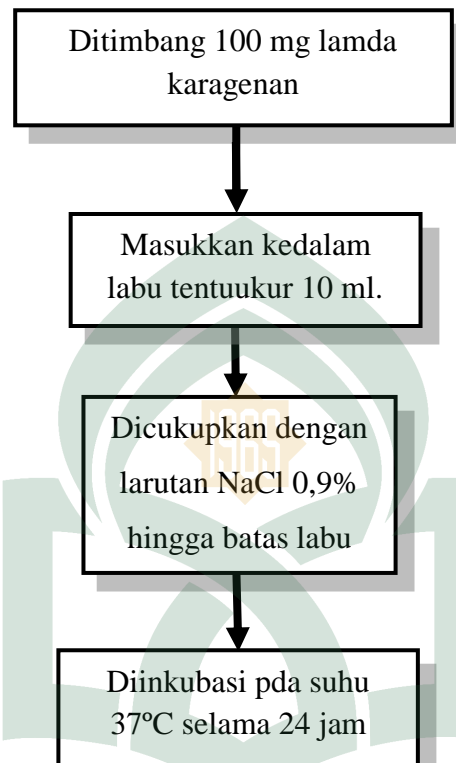 Ditimbang 100 mg lamda
karagenan
Masukkan kedalam
labu tentuukur 10 ml.
Dicukupkan dengan
larutan NaCl 0,9%
hingga batas labu
Diinkubasi pda suhu
37ºC selama 24 jam
1985